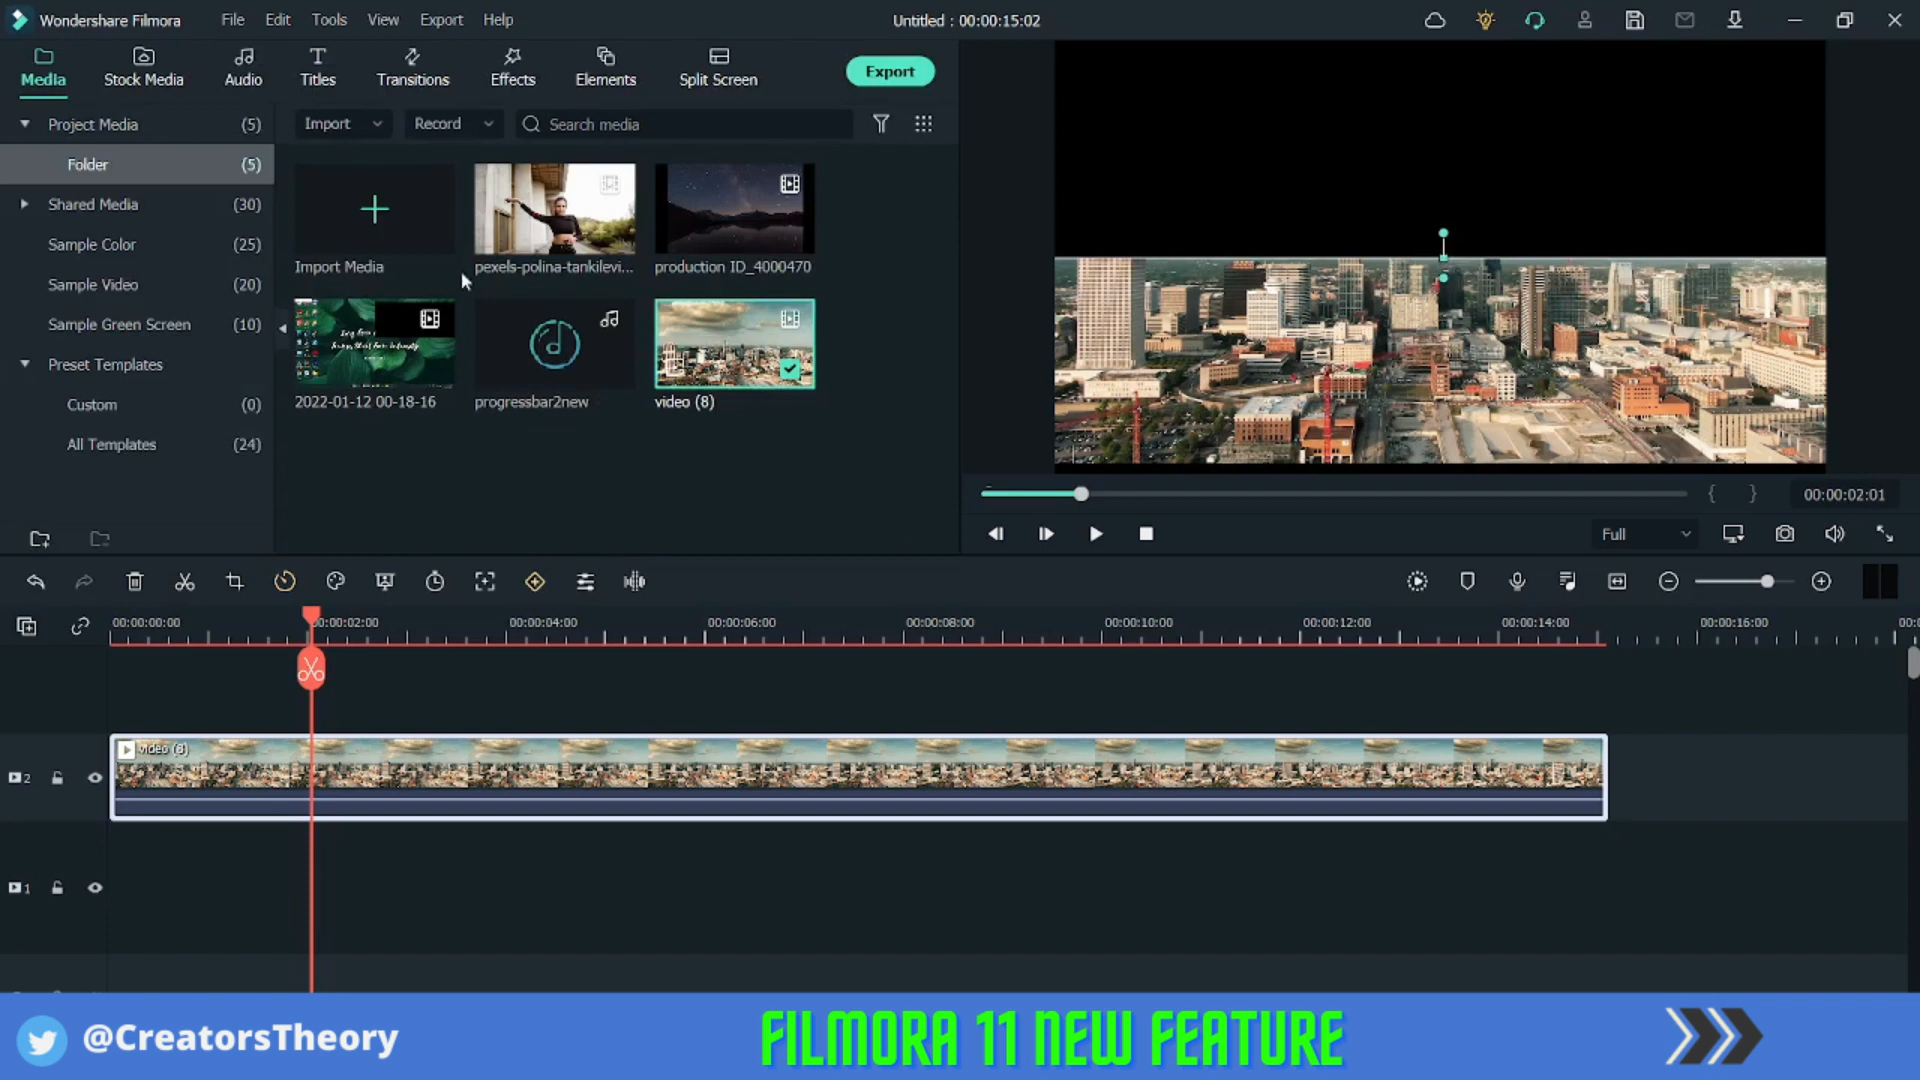 Wondershare Filmora
File Edit Tools View Export Help
Untitled : 00:00:15:02
Media
Stock Media
Audio
Titles
Transitions
Effects
Elements
Split Screen
Export
Project Media (5)
Folder (5)
Shared Media (30)
Sample Color (25)
Sample Video (20)
Sample Green Screen (10)
Preset Templates
Custom (0)
All Templates (24)
Import
Record
Search media
Import Media
pexels-polina-tankilevi...
production ID_4000470
2022-01-12 00-18-16
progressbar2new
video (8)
{ }
00:00:02:01
Full
00:00:00:00 00:00:02:00 00:00:04:00 00:00:06:00 00:00:08:00 00:00:10:00 00:00:12:00 00:00:14:00 00:00:16:00 00:0
video (8)
2
1
@CreatorsTheory
FILMORA 11 NEW FEATURE